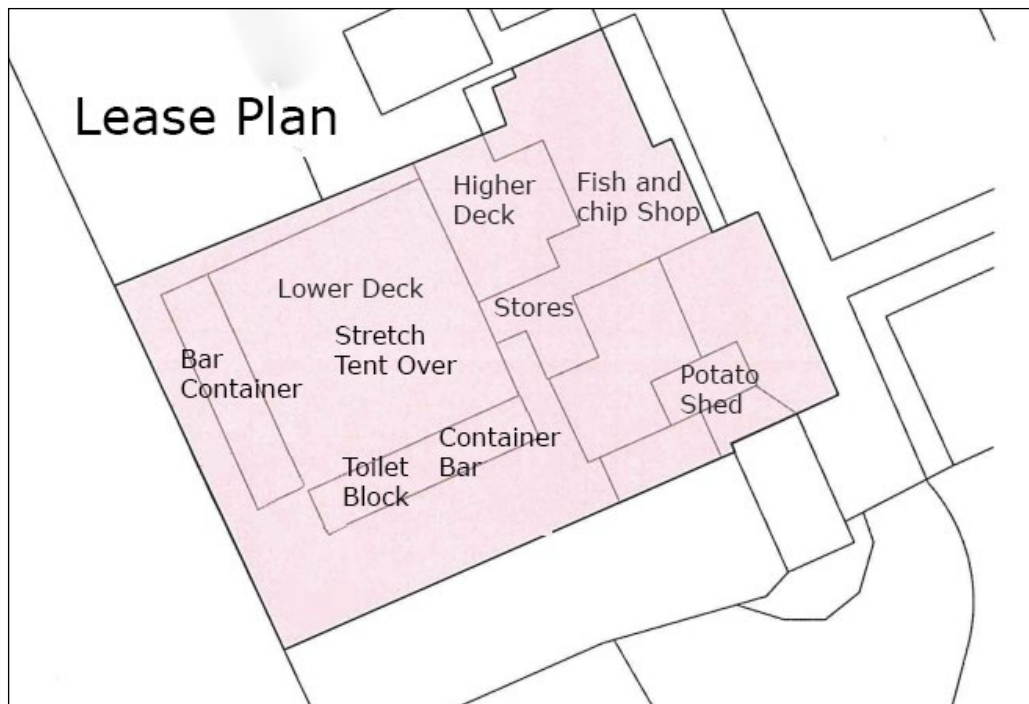 Lease Plan
Higher
Deck
Fish and
chip Shop
Lower Deck
Stores
Stretch
Tent Over
Bar
Container
Potato
Shed
Container
Bar
Toilet
Block